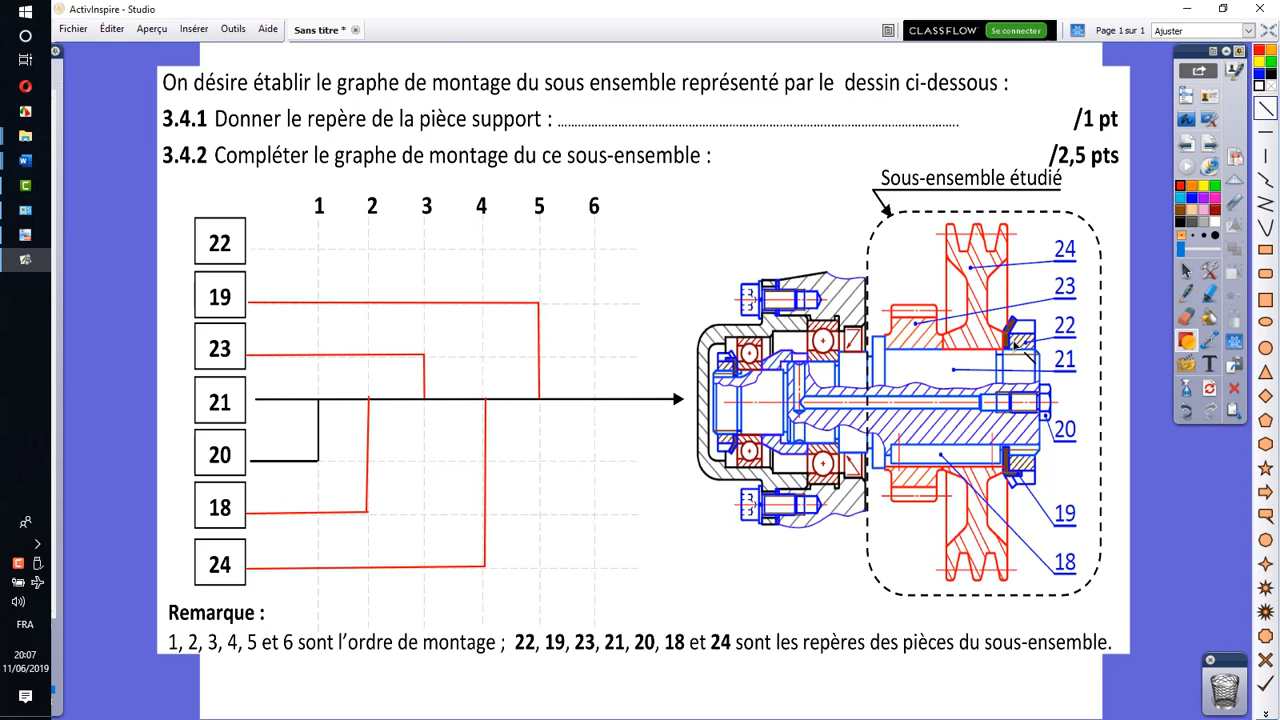 ActivInspire - Studio
Fichier Éditer Aperçu Insérer Outils Aide
Sans titre *
CLASSFLOW Se connecter
Page 1 sur 1
Ajuster
On désire établir le graphe de montage du sous ensemble représenté par le dessin ci-dessous :
3.4.1 Donner le repère de la pièce support : /1 pt
3.4.2 Compléter le graphe de montage du ce sous-ensemble : /2,5 pts
Sous-ensemble étudié
1 2 3 4 5 6
22
19
23
21
20
18
24
24
23
22
21
20
19
18
Remarque :
1, 2, 3, 4, 5 et 6 sont l’ordre de montage ; 22, 19, 23, 21, 20, 18 et 24 sont les repères des pièces du sous-ensemble.
FRA
20:07
11/06/2019